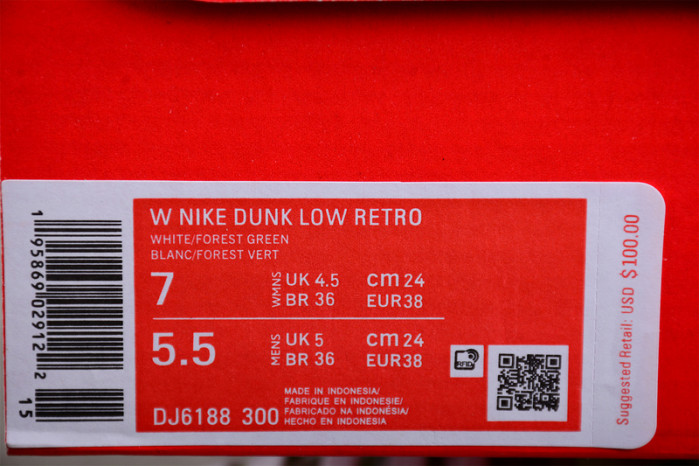 W NIKE DUNK LOW RETRO
WHITE/FOREST GREEN
BLANC/FOREST VERT
7 WMNS UK 4.5 cm 24
BR 36 EUR38
5.5 MENS UK 5 cm 24
BR 36 EUR38
MADE IN INDONESIA/
FABRIQUE EN INDONESIE/
FABRICADO NA INDONÉSIA/
HECHO EN INDONESIA
DJ6188 300
1 95869 02912 2
15
Suggested Retail: USD $100.00